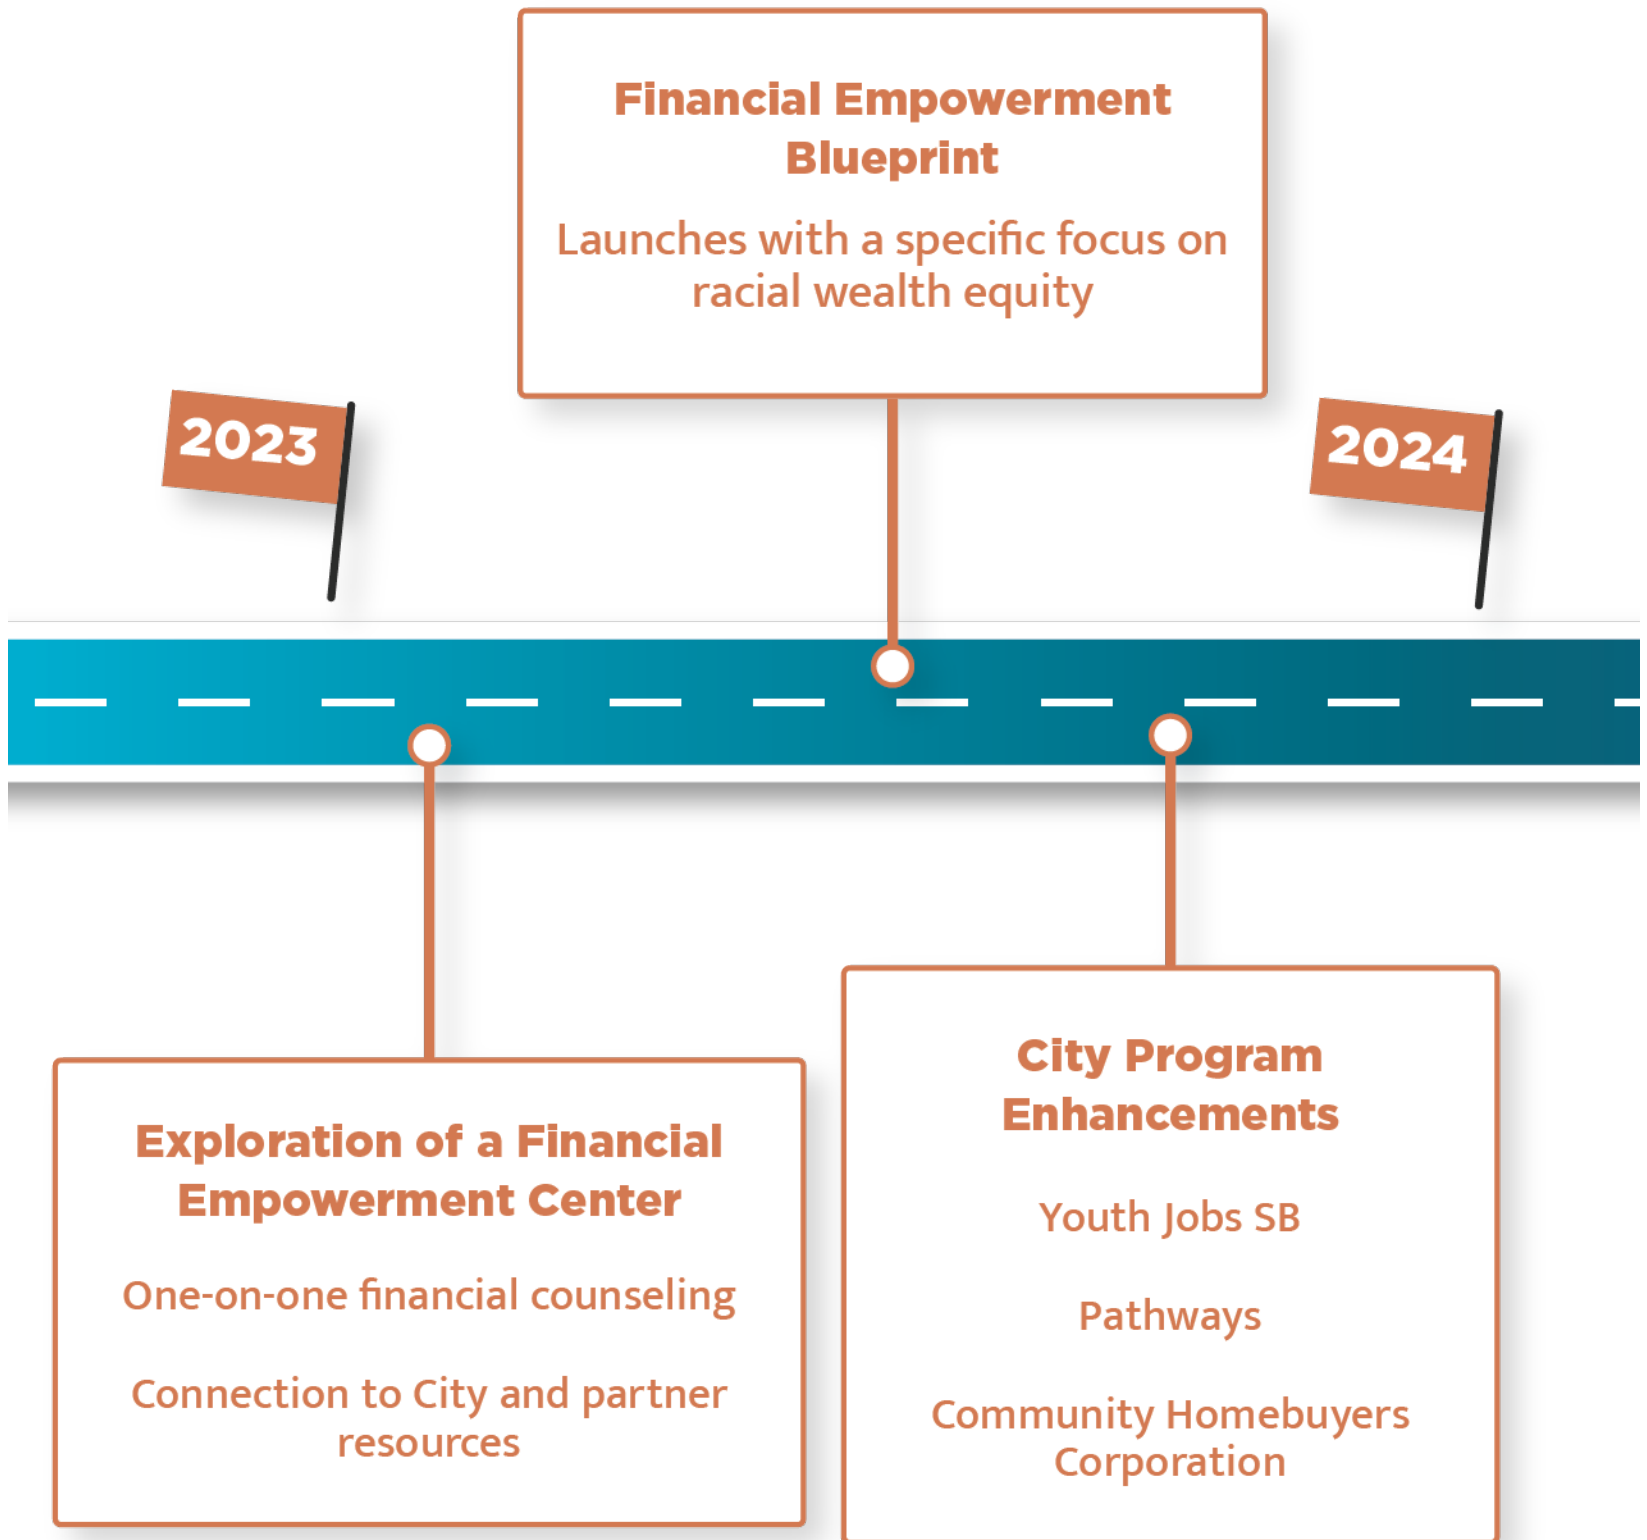 Financial Empowerment
Blueprint
Launches with a specific focus on
racial wealth equity
2023
2024
Exploration of a Financial
Empowerment Center
One-on-one financial counseling
Connection to City and partner
resources
City Program
Enhancements
Youth Jobs SB
Pathways
Community Homebuyers
Corporation